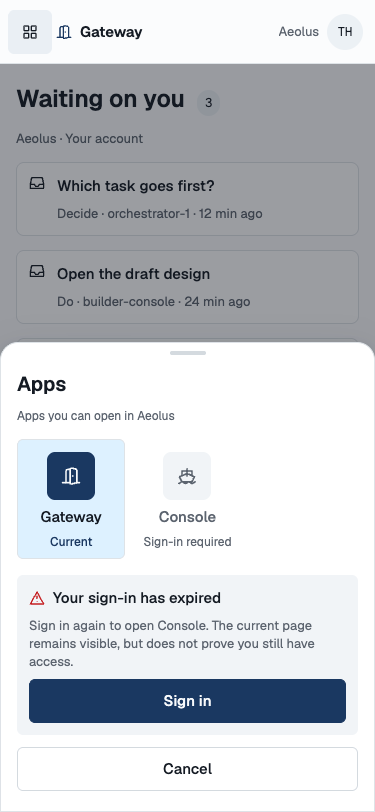 Gateway
Aeolus
TH
Waiting on you 3
Aeolus · Your account
Which task goes first?
Decide · orchestrator-1 · 12 min ago
Open the draft design
Do · builder-console · 24 min ago
Apps
Apps you can open in Aeolus
Gateway
Current
Console
Sign-in required
Your sign-in has expired
Sign in again to open Console. The current page
remains visible, but does not prove you still have
access.
Sign in
Cancel